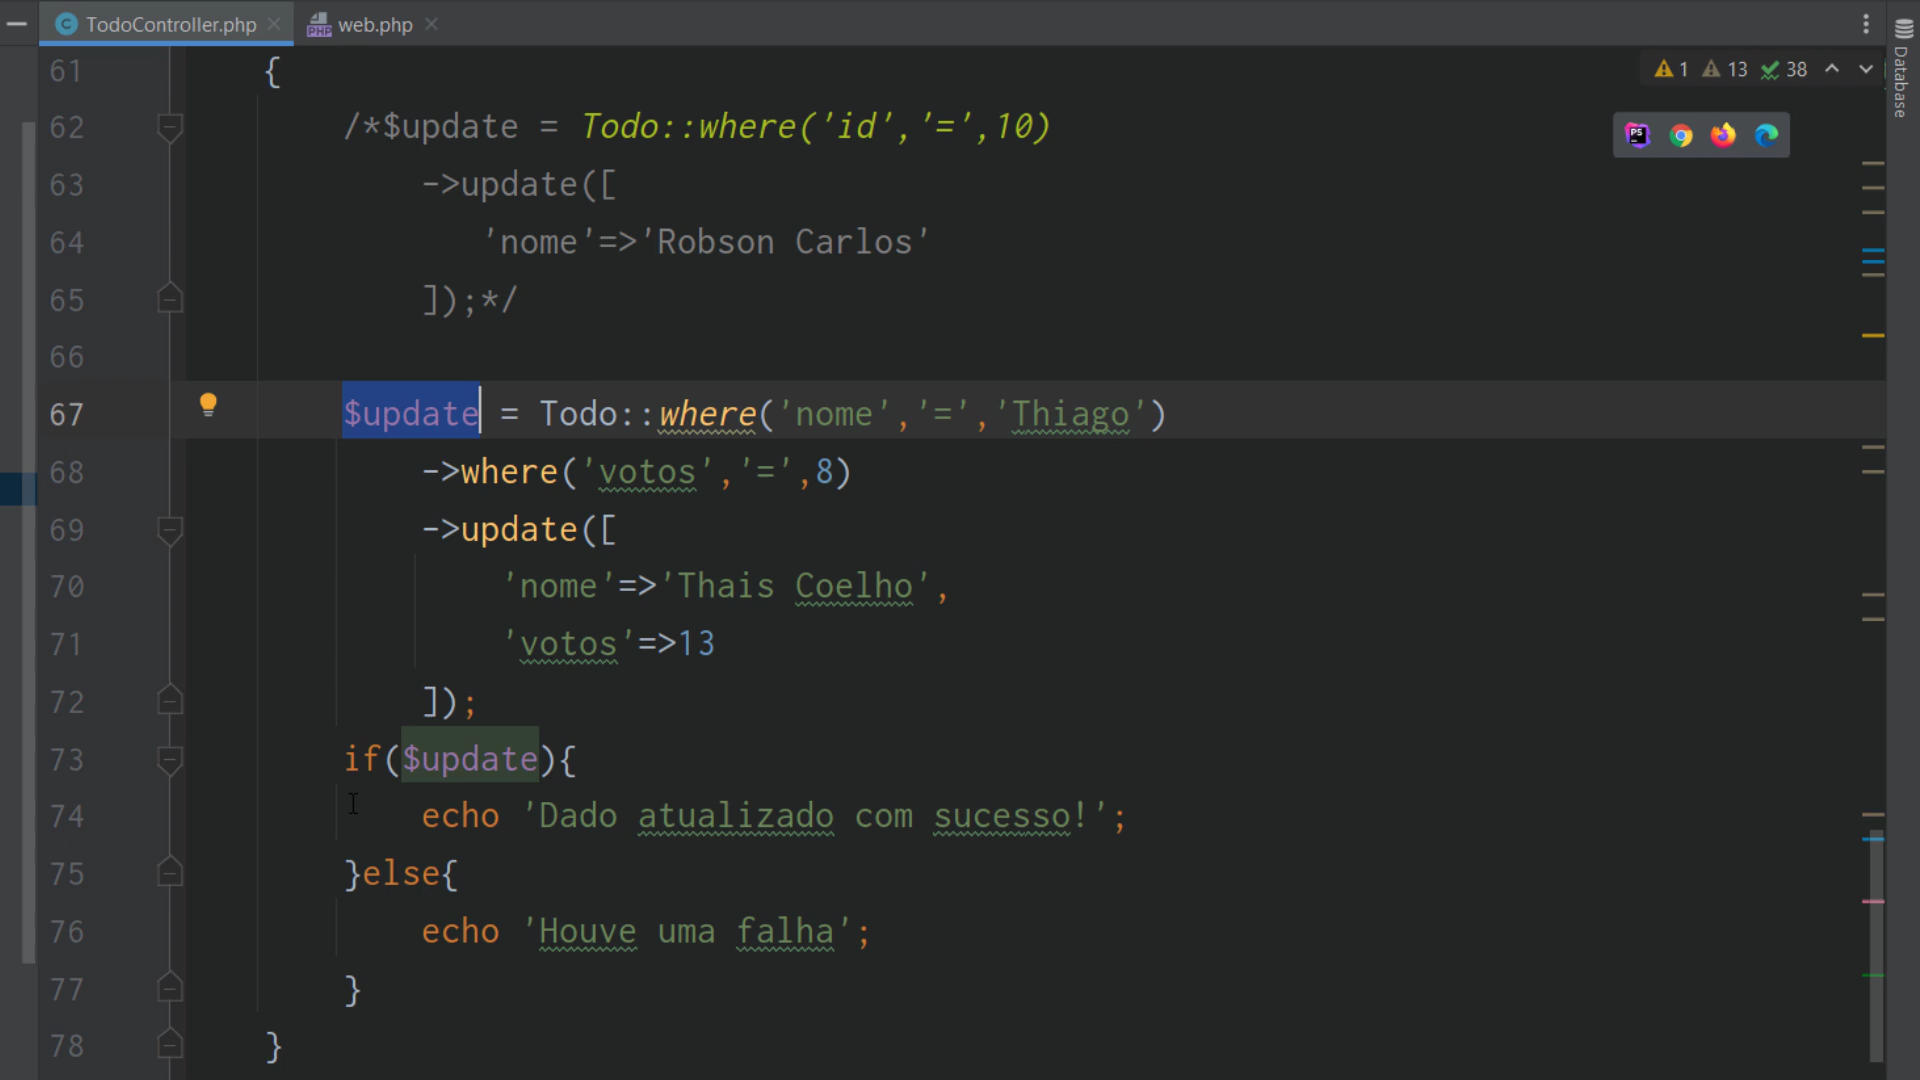 TodoController.php
web.php
1 13 38
Database
61 {
62 /*$update = Todo::where('id','=',10)
63 ->update([
64 'nome'=>'Robson Carlos'
65 ]);*/
66
67 $update = Todo::where('nome','=','Thiago')
68 ->where('votos','=',8)
69 ->update([
70 'nome'=>'Thais Coelho',
71 'votos'=>13
72 ]);
73 if($update){
74 echo 'Dado atualizado com sucesso!';
75 }else{
76 echo 'Houve uma falha';
77 }
78 }